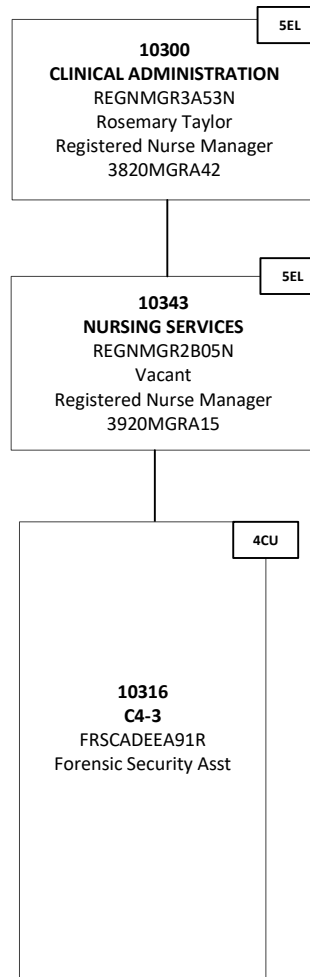 5EL
10300
CLINICAL ADMINISTRATION
REGNMGR3A53N
Rosemary Taylor
Registered Nurse Manager
3820MGRA42
5EL
10343
NURSING SERVICES
REGNMGR2B05N
Vacant
Registered Nurse Manager
3920MGRA15
4CU
10316
C4-3
FRSCADEEA91R
Forensic Security Asst